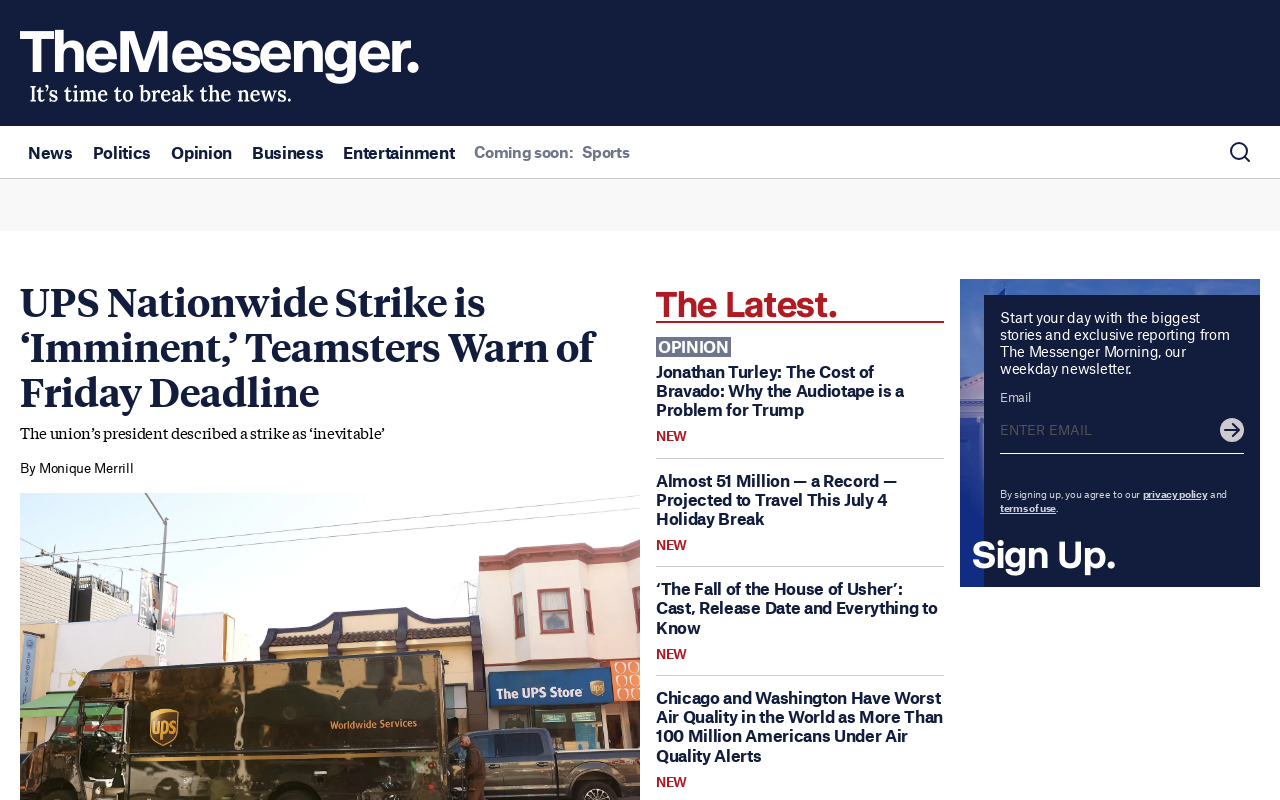 TheMessenger.
It's time to break the news.
News Politics Opinion Business Entertainment Coming soon: Sports
UPS Nationwide Strike is
‘Imminent,’ Teamsters Warn of
Friday Deadline
The union’s president described a strike as ‘inevitable’
By Monique Merrill
20
The UPS Store
ups
Worldwide Services
The Latest.
OPINION
Jonathan Turley: The Cost of
Bravado: Why the Audiotape is a
Problem for Trump
NEW
Almost 51 Million — a Record —
Projected to Travel This July 4
Holiday Break
NEW
‘The Fall of the House of Usher’:
Cast, Release Date and Everything to
Know
NEW
Chicago and Washington Have Worst
Air Quality in the World as More Than
100 Million Americans Under Air
Quality Alerts
NEW
Start your day with the biggest
stories and exclusive reporting from
The Messenger Morning, our
weekday newsletter.
Email
ENTER EMAIL
By signing up, you agree to our privacy policy and
terms of use.
Sign Up.